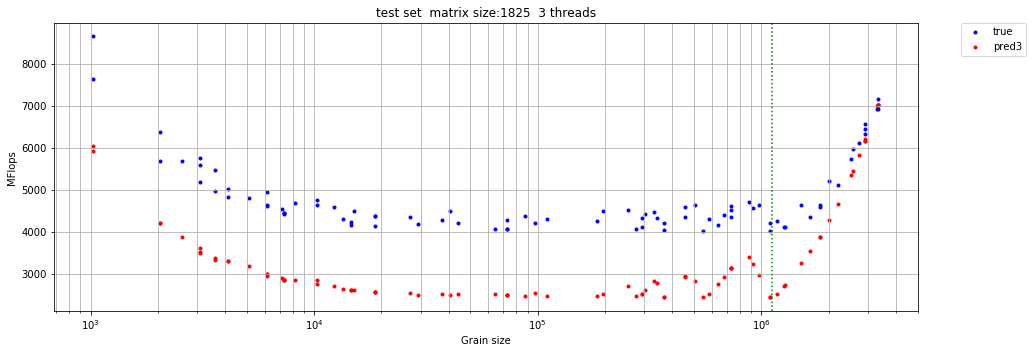 test set  matrix size:1825  3 threads
true
pred3
MFlops
8000
7000
6000
5000
4000
3000
10³
10⁴
10⁵
10⁶
Grain size